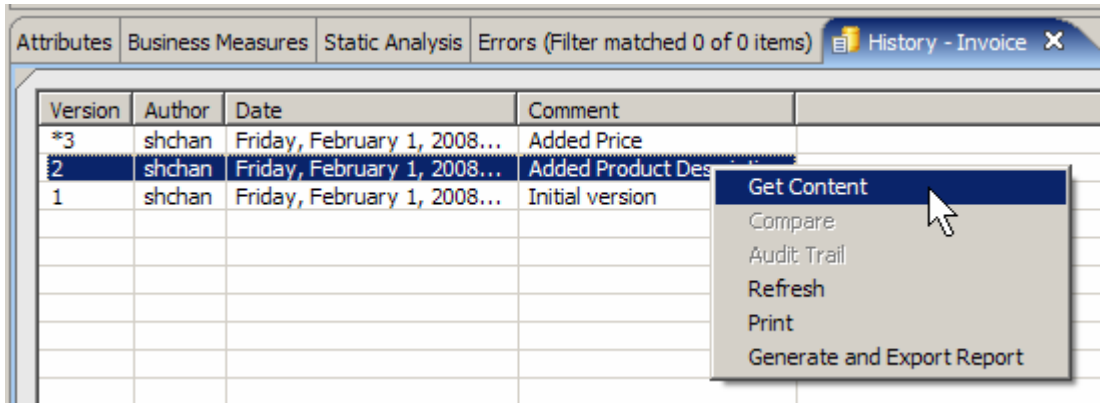 Attributes Business Measures Static Analysis Errors (Filter matched 0 of 0 items) History - Invoice
Version Author Date Comment
*3 shchan Friday, February 1, 2008... Added Price
2 shchan Friday, February 1, 2008... Added Product
1 shchan Friday, February 1, 2008... Initial version
Get Content
Compare
Audit Trail
Refresh
Print
Generate and Export Report